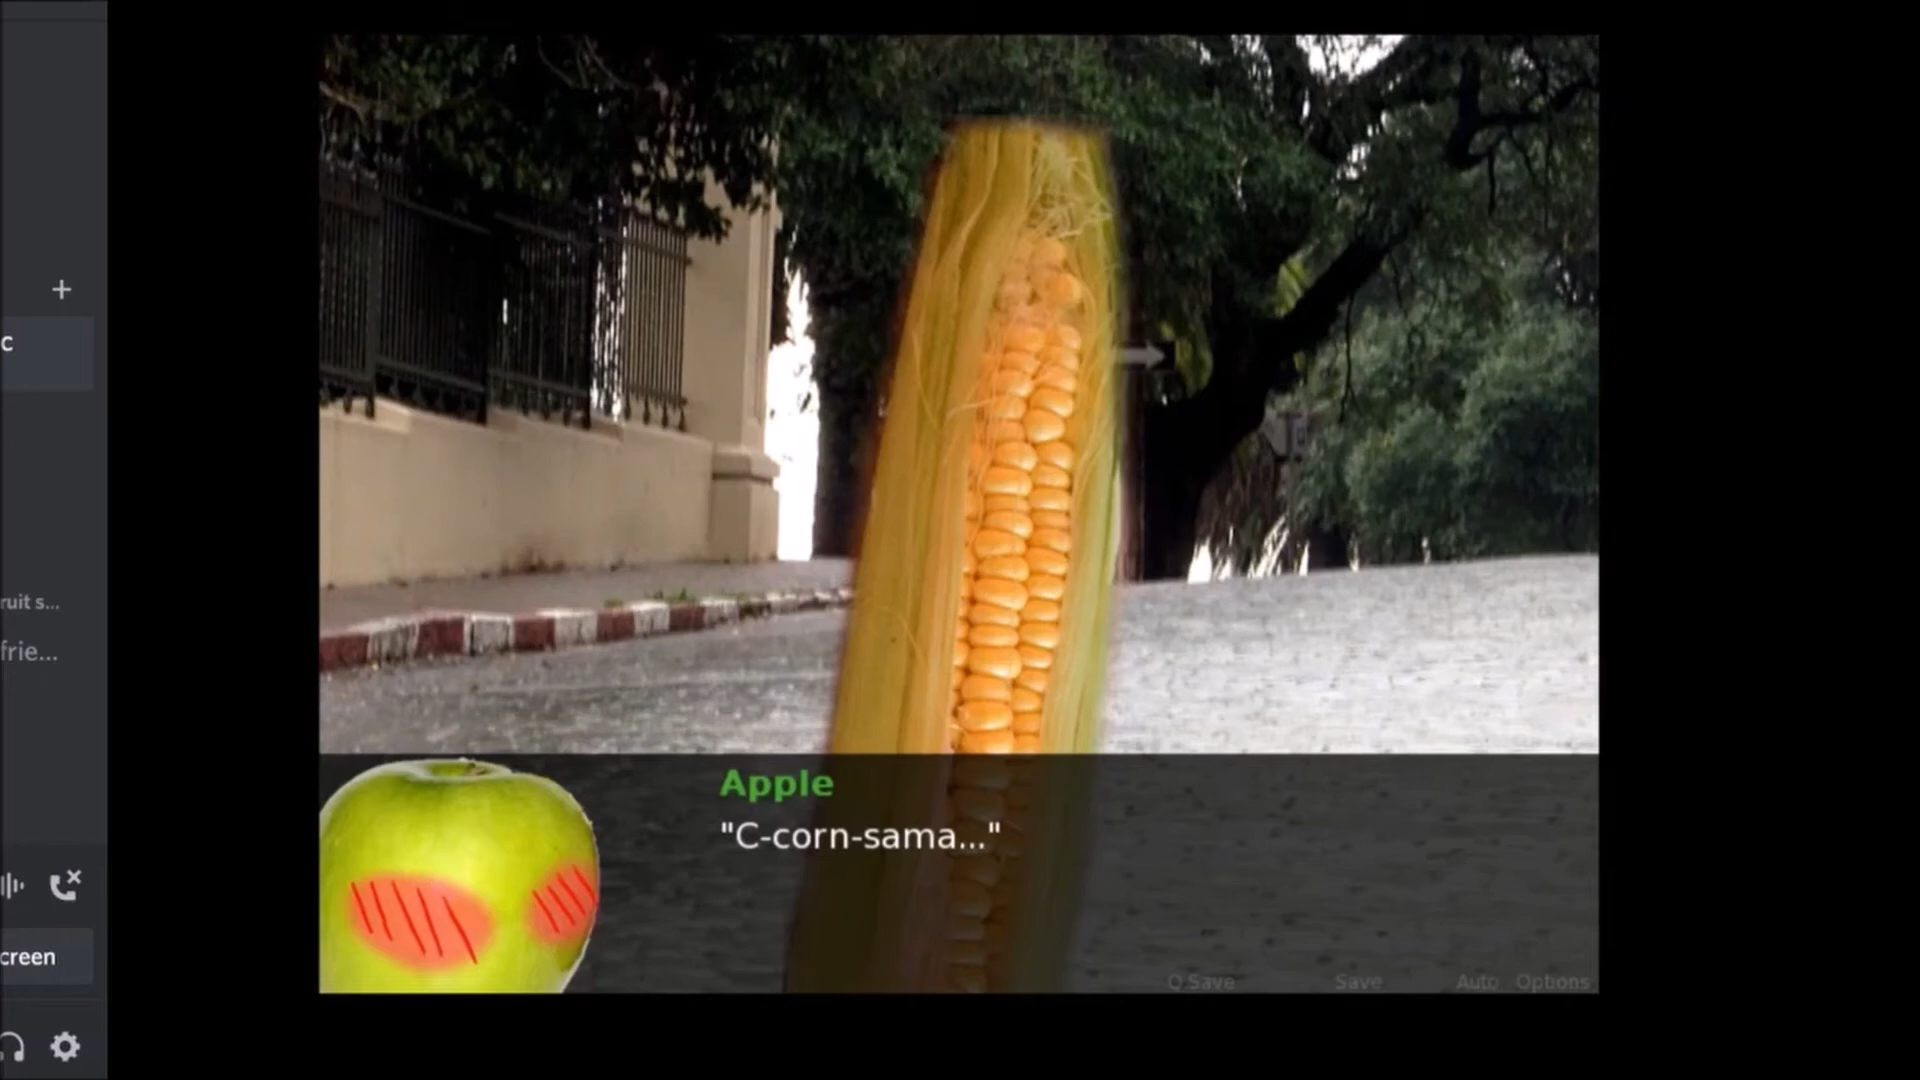 c
ruit s...
frie...
creen
Apple
"C-corn-sama..."
Q.Save Save Auto Options